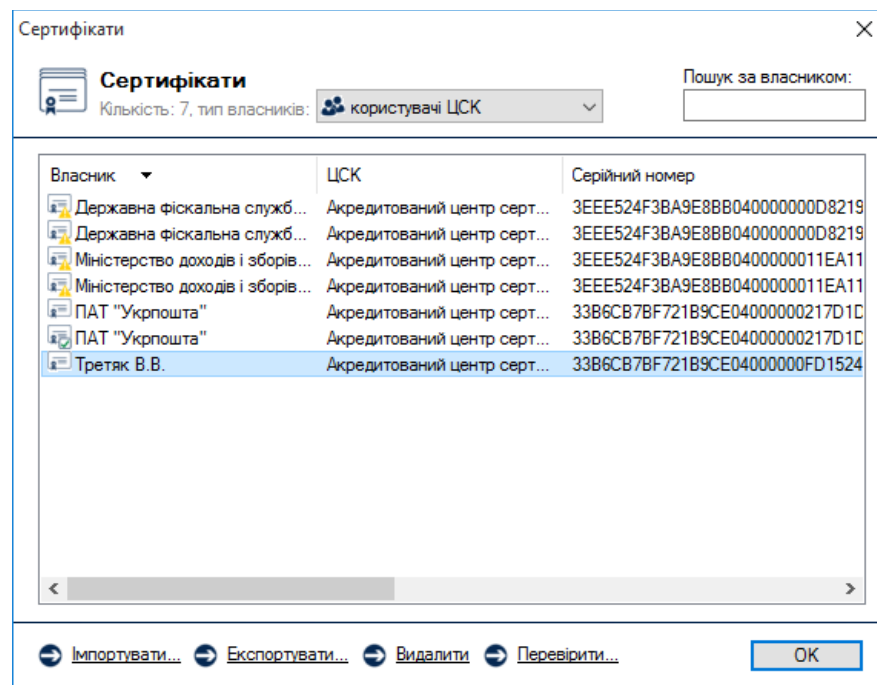 Сертифікати
Сертифікати
Пошук за власником:
Кількість: 7, тип власників: користувачі ЦСК
Власник ЦСК Серійний номер
Державна фіскальна служб... Акредитований центр серт... 3EEE524F3BA9E8BB040000000D8219
Державна фіскальна служб... Акредитований центр серт... 3EEE524F3BA9E8BB040000000D8219
Міністерство доходів і зборів... Акредитований центр серт... 3EEE524F3BA9E8BB0400000011EA11
Міністерство доходів і зборів... Акредитований центр серт... 3EEE524F3BA9E8BB0400000011EA11
ПАТ "Укрпошта" Акредитований центр серт... 33B6CB7BF721B9CE04000000217D1D
ПАТ "Укрпошта" Акредитований центр серт... 33B6CB7BF721B9CE04000000217D1D
Третяк В.В. Акредитований центр серт... 33B6CB7BF721B9CE04000000FD1524
Імпортувати... Експортувати... Видалити Перевірити... OK